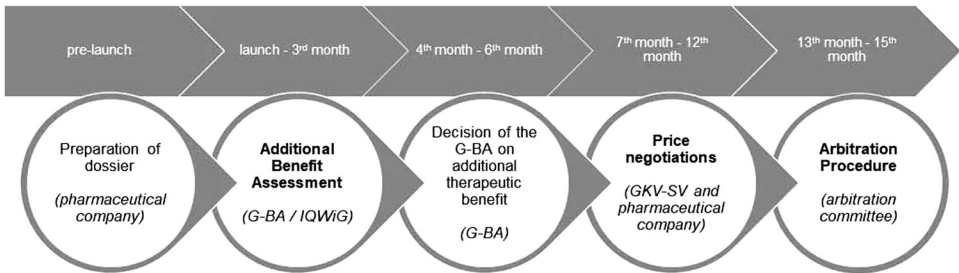 pre-launch
launch - 3rd month
4th month - 6th month
7th month - 12th
month
13th month - 15th
month
Preparation of
dossier
(pharmaceutical
company)
Additional
Benefit
Assessment
(G-BA / IQWiG)
Decision of the
G-BA on
additional
therapeutic
benefit
(G-BA)
Price
negotiations
(GKV-SV and
pharmaceutical
company)
Arbitration
Procedure
(arbitration
committee)